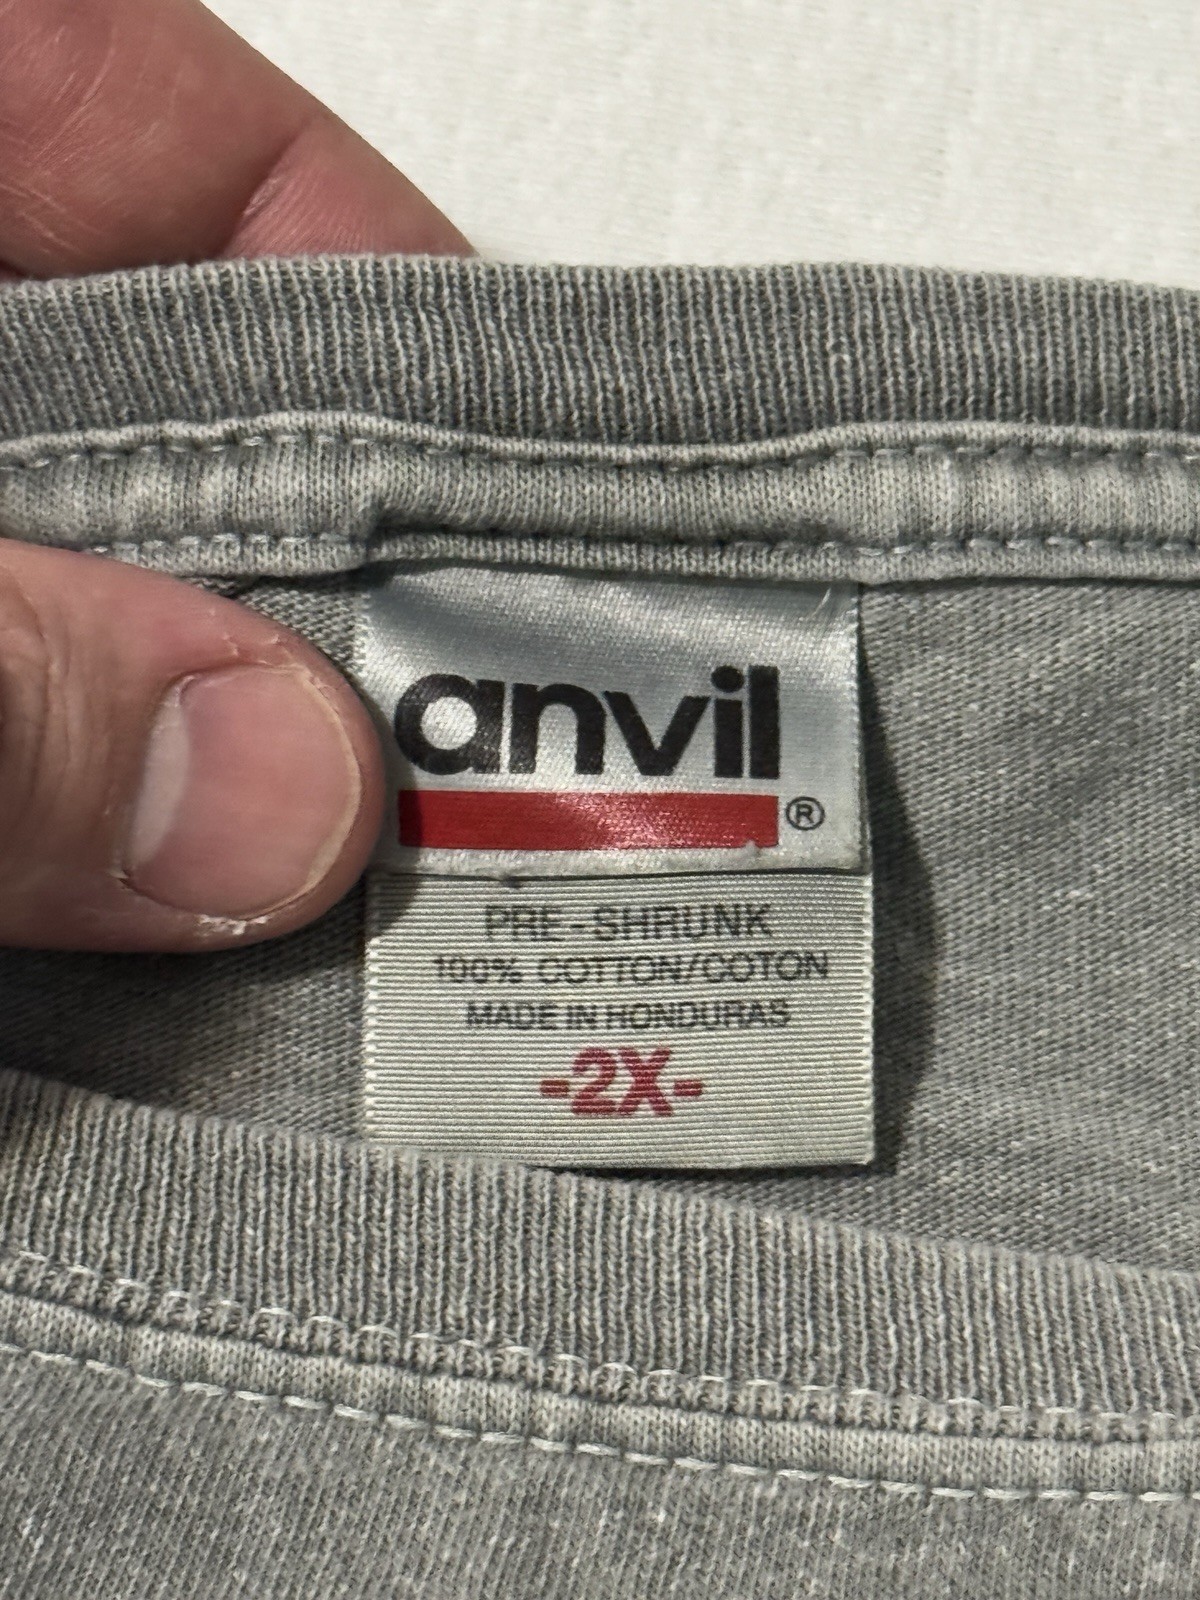 anvil
®
PRE-SHRUNK
100% COTTON/COTON
MADE IN HONDURAS
-2X-